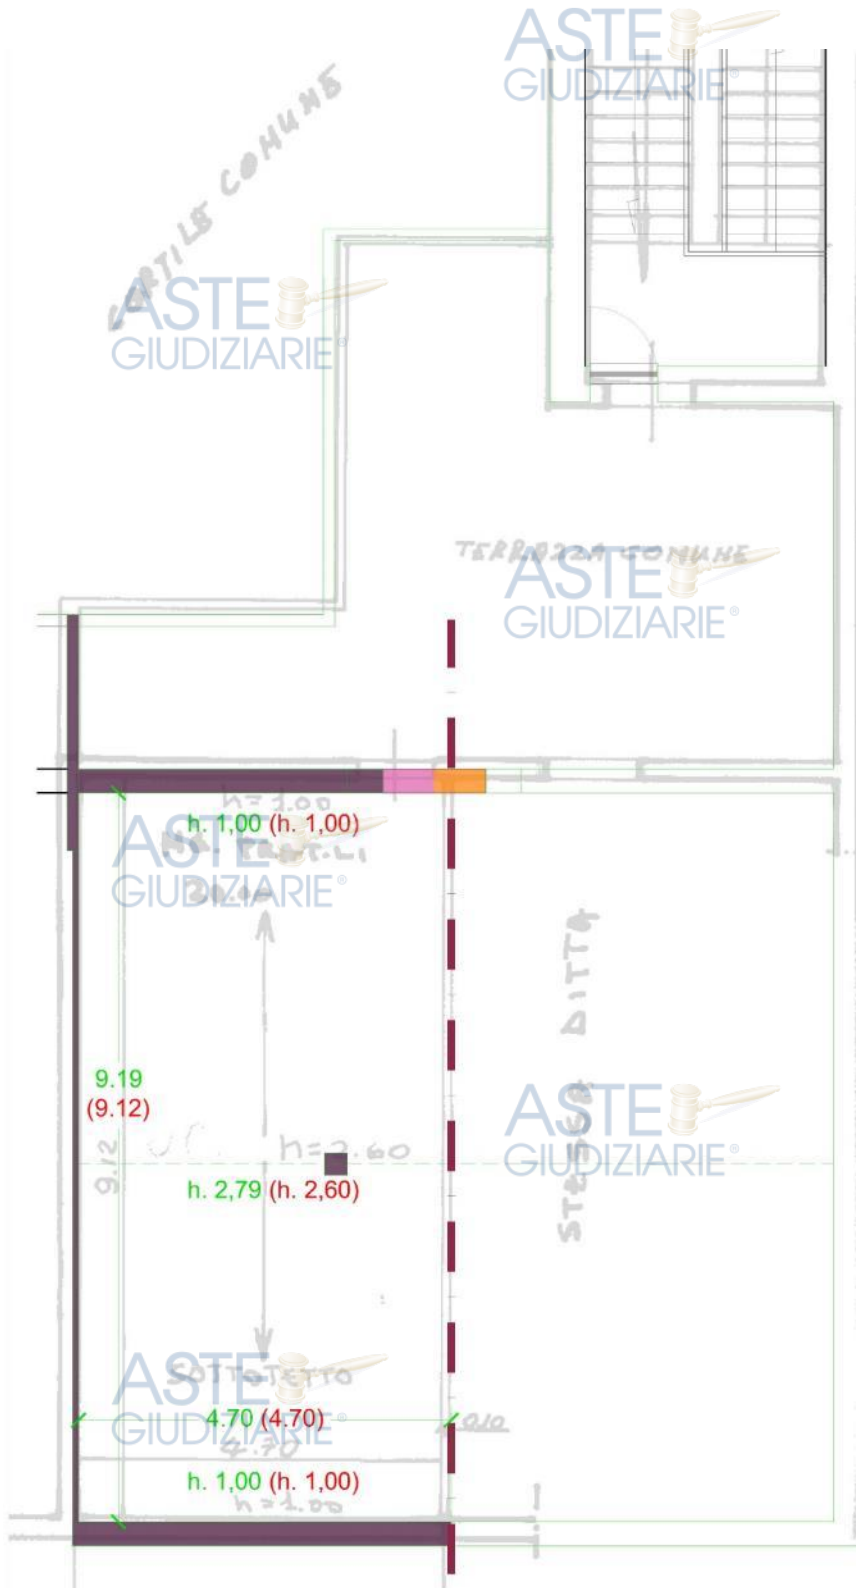 ASTE
GIUDIZIARIE®
CORTILE COMUNE
ASTE
GIUDIZIARIE®
TERRAZZA COMUNE
ASTE
GIUDIZIARIE®
h=1.00
h. 1,00 (h. 1,00)
ASTE
GIUDIZIARIE®
STESSA DITTA
9.19
(9.12)
9.12
h=2.60
h. 2,79 (h. 2,60)
ASTE
GIUDIZIARIE®
ASTE
GIUDIZIARIE®
SOTTOTETTO
4.70 (4.70)
0.10
4.70
h. 1,00 (h. 1,00)
h=1.00